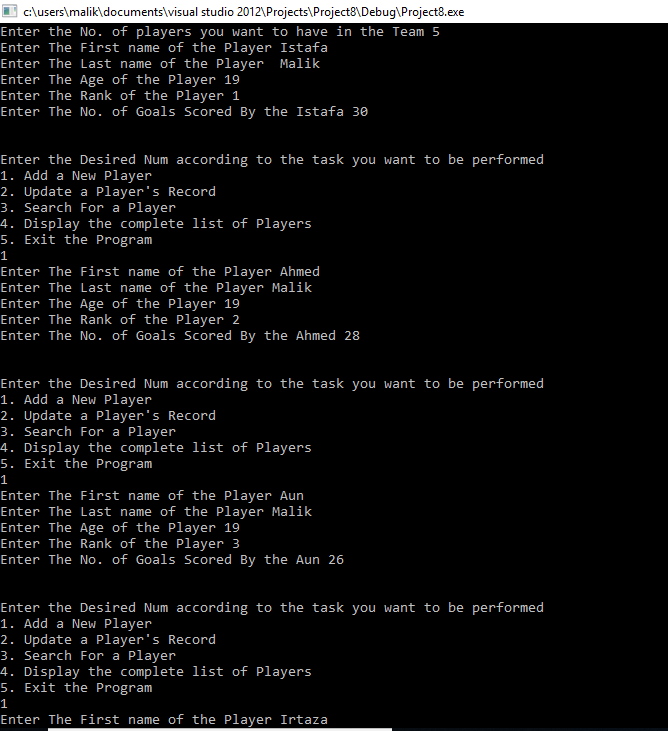 c:\users\malik\documents\visual studio 2012\Projects\Project8\Debug\Project8.exe
Enter the No. of players you want to have in the Team 5
Enter The First name of the Player Istafa
Enter The Last name of the Player  Malik
Enter The Age of the Player 19
Enter The Rank of the Player 1
Enter The No. of Goals Scored By the Istafa 30
Enter the Desired Num according to the task you want to be performed
1. Add a New Player
2. Update a Player's Record
3. Search For a Player
4. Display the complete list of Players
5. Exit the Program
1
Enter The First name of the Player Ahmed
Enter The Last name of the Player Malik
Enter The Age of the Player 19
Enter The Rank of the Player 2
Enter The No. of Goals Scored By the Ahmed 28
Enter the Desired Num according to the task you want to be performed
1. Add a New Player
2. Update a Player's Record
3. Search For a Player
4. Display the complete list of Players
5. Exit the Program
1
Enter The First name of the Player Aun
Enter The Last name of the Player Malik
Enter The Age of the Player 19
Enter The Rank of the Player 3
Enter The No. of Goals Scored By the Aun 26
Enter the Desired Num according to the task you want to be performed
1. Add a New Player
2. Update a Player's Record
3. Search For a Player
4. Display the complete list of Players
5. Exit the Program
1
Enter The First name of the Player Irtaza